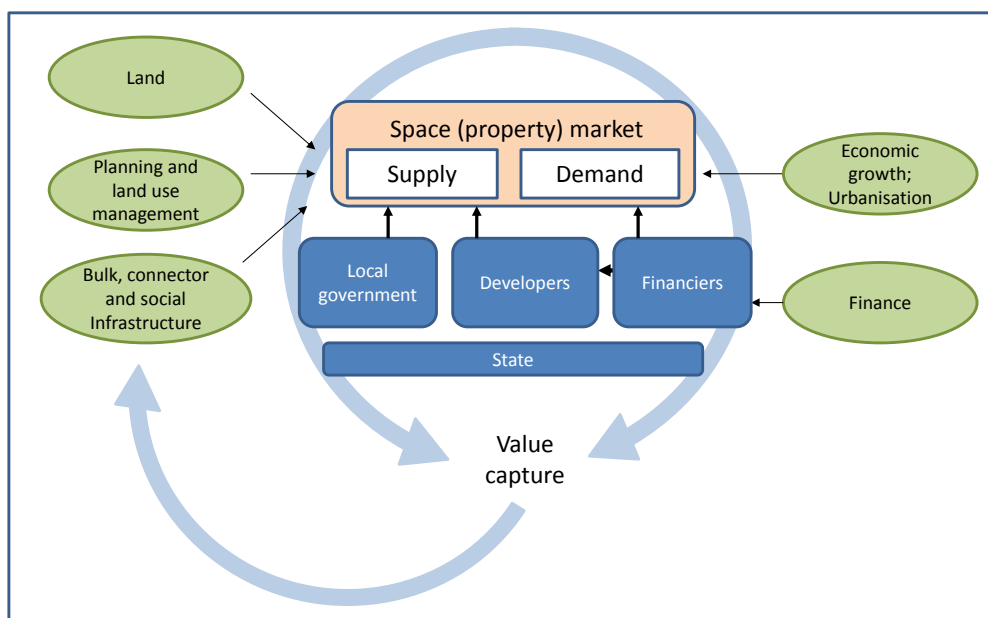 Land
Planning and
land use
management
Bulk, connector
and social
Infrastructure
Space (property) market
Supply
Demand
Local
government
Developers
Financiers
State
Economic
growth;
Urbanisation
Finance
Value
capture